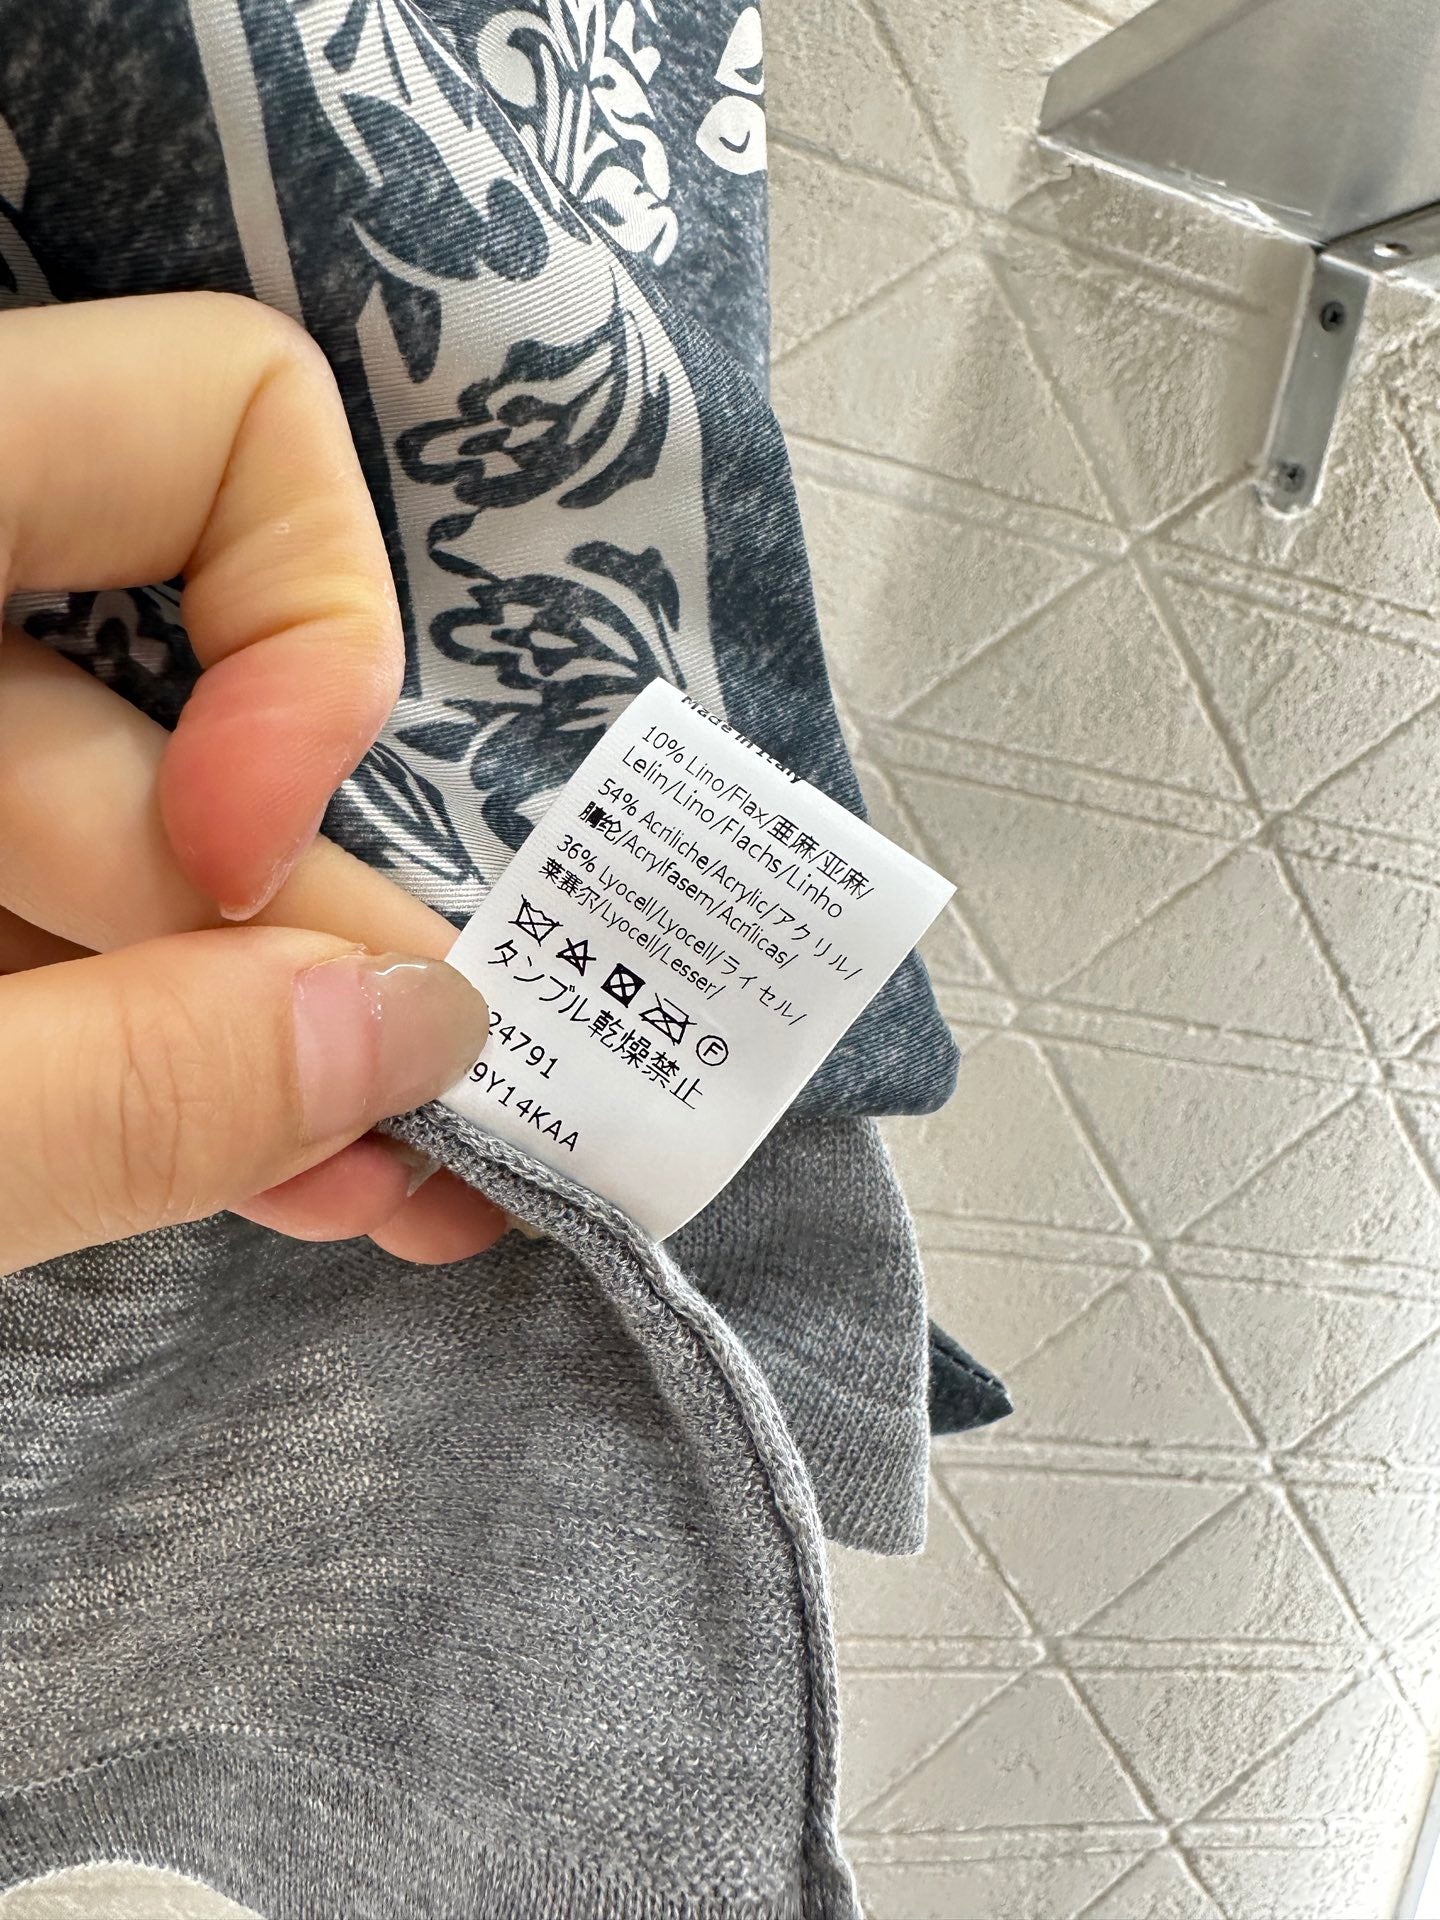 Made in Italy
10% Lino/Flax/亜麻/亚麻/
Lelin/Lino/Flachs/Linho
54% Acriliche/Acrylic/アクリル/
腈纶/Acrylfasern/Acrílicas/
36% Lyocell/Lyocell/ライセル/
莱赛尔/Lyocell/Lesser/
F
タンブル乾燥禁止
24791
9Y14KAA